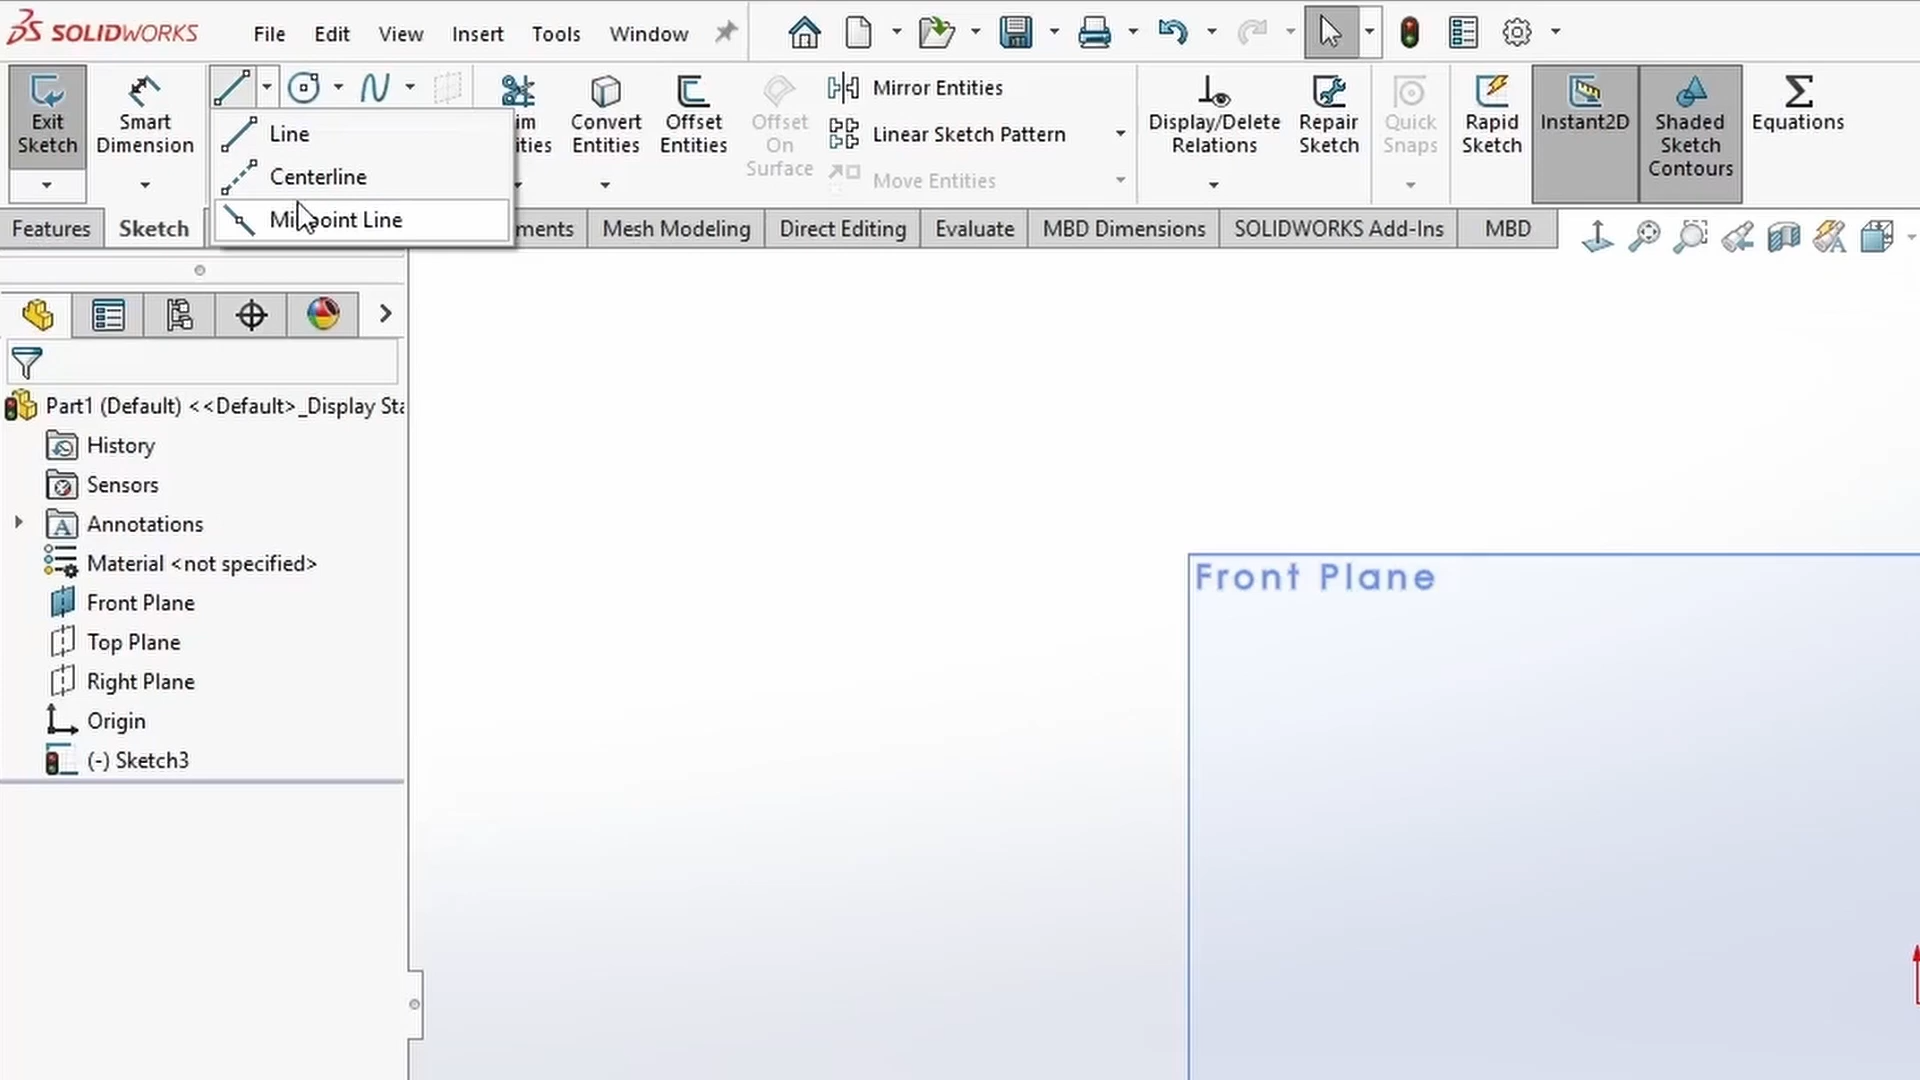 SOLIDWORKS File Edit View Insert Tools Window
Exit Sketch
Smart Dimension
Line
Centerline
Midpoint Line
Convert Entities
Offset Entities
Offset On Surface
Mirror Entities
Linear Sketch Pattern
Move Entities
Display/Delete Relations
Repair Sketch
Quick Snaps
Rapid Sketch
Instant2D
Shaded Sketch Contours
Equations
Features Sketch Mesh Modeling Direct Editing Evaluate MBD Dimensions SOLIDWORKS Add-Ins MBD
Part1 (Default) <<Default>_Display Sta
History
Sensors
Annotations
Material <not specified>
Front Plane
Top Plane
Right Plane
Origin
(-) Sketch3
Front Plane